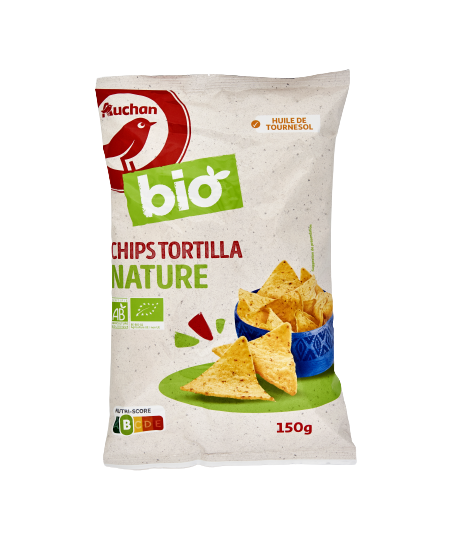 Auchan
HUILE DE
TOURNESOL
bio
CHIPS TORTILLA
NATURE
AB
NUTRI-SCORE
B C D E
150g